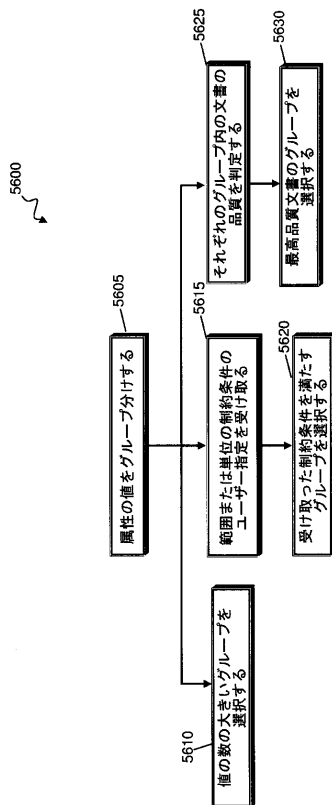 5600
5605
属性の値をグループ分けする
5610
値の数の大きいグループを
選択する
5615
範囲または単位の制約条件の
ユーザー指定を受け取る
5620
受け取った制約条件を満たす
グループを選択する
5625
それぞれのグループ内の文書の
品質を判定する
5630
最高品質文書のグループを
選択する